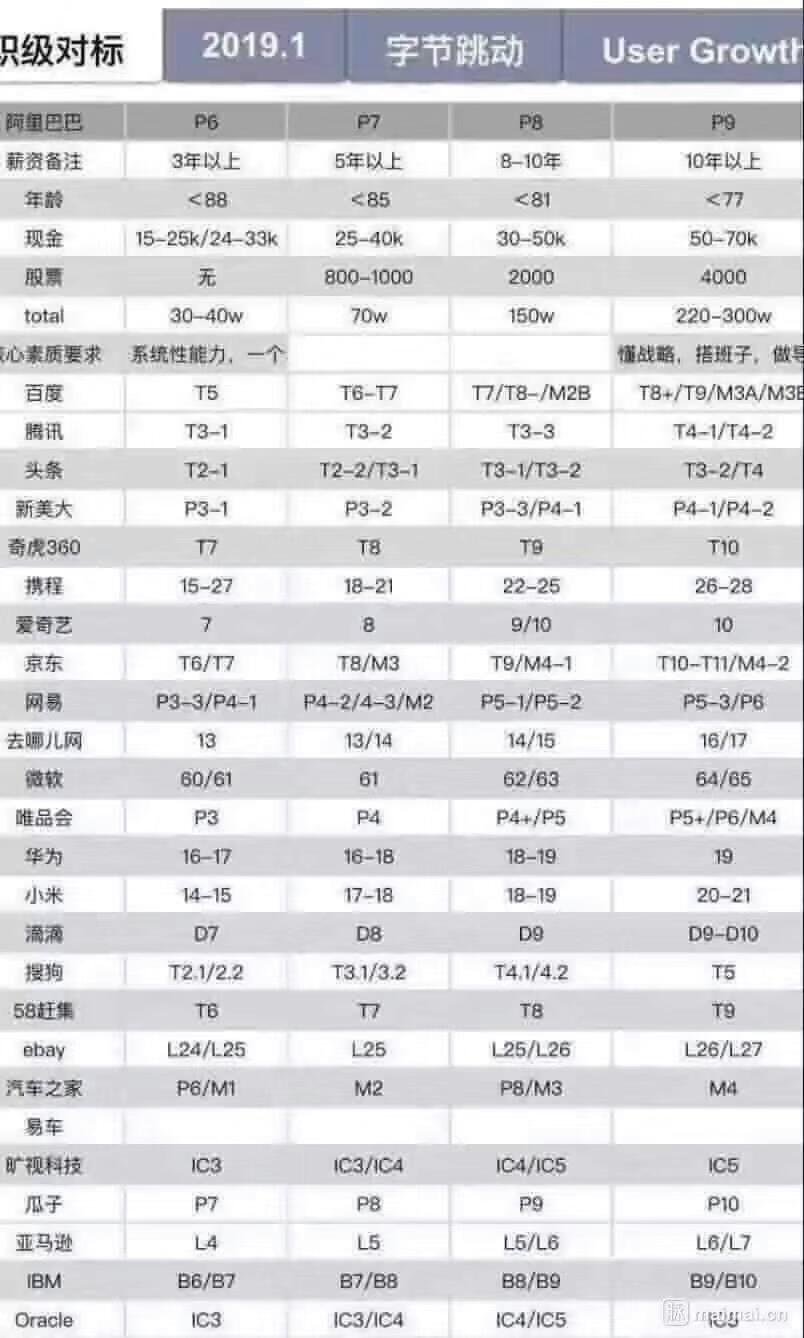 职级对标 2019.1 字节跳动 User Growth
阿里巴巴 P6 P7 P8 P9
薪资备注 3年以上 5年以上 8-10年 10年以上
年龄 <88 <85 <81 <77
现金 15-25k/24-33k 25-40k 30-50k 50-70k
股票 无 800-1000 2000 4000
total 30-40w 70w 150w 220-300w
心素质要求 系统性能力，一个 懂战略，搭班子，做导
百度 T5 T6-T7 T7/T8-/M2B T8+/T9/M3A/M3B
腾讯 T3-1 T3-2 T3-3 T4-1/T4-2
头条 T2-1 T2-2/T3-1 T3-1/T3-2 T3-2/T4
新美大 P3-1 P3-2 P3-3/P4-1 P4-1/P4-2
奇虎360 T7 T8 T9 T10
携程 15-27 18-21 22-25 26-28
爱奇艺 7 8 9/10 10
京东 T6/T7 T8/M3 T9/M4-1 T10-T11/M4-2
网易 P3-3/P4-1 P4-2/4-3/M2 P5-1/P5-2 P5-3/P6
去哪儿网 13 13/14 14/15 16/17
微软 60/61 61 62/63 64/65
唯品会 P3 P4 P4+/P5 P5+/P6/M4
华为 16-17 16-18 18-19 19
小米 14-15 17-18 18-19 20-21
滴滴 D7 D8 D9 D9-D10
搜狗 T2.1/2.2 T3.1/3.2 T4.1/4.2 T5
58赶集 T6 T7 T8 T9
ebay L24/L25 L25 L25/L26 L26/L27
汽车之家 P6/M1 M2 P8/M3 M4
易车
旷视科技 IC3 IC3/IC4 IC4/IC5 IC5
瓜子 P7 P8 P9 P10
亚马逊 L4 L5 L5/L6 L6/L7
IBM B6/B7 B7/B8 B8/B9 B9/B10
Oracle IC3 IC3/IC4 IC4/IC5 IC5
脉 maimai.cn